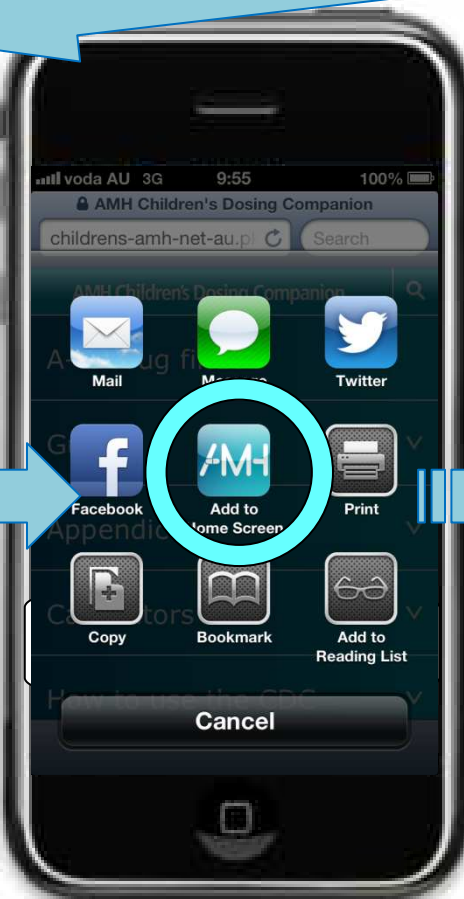 voda AU 3G 9:55 100%
AMH Children's Dosing Companion
childrens-amh-net-au.p Search
AMH Children's Dosing Companion
Mail Message Twitter
AMH
Facebook Add to Home Screen Print
Appendic
Copy Bookmark Add to
Reading List
How to use the CDC
Cancel